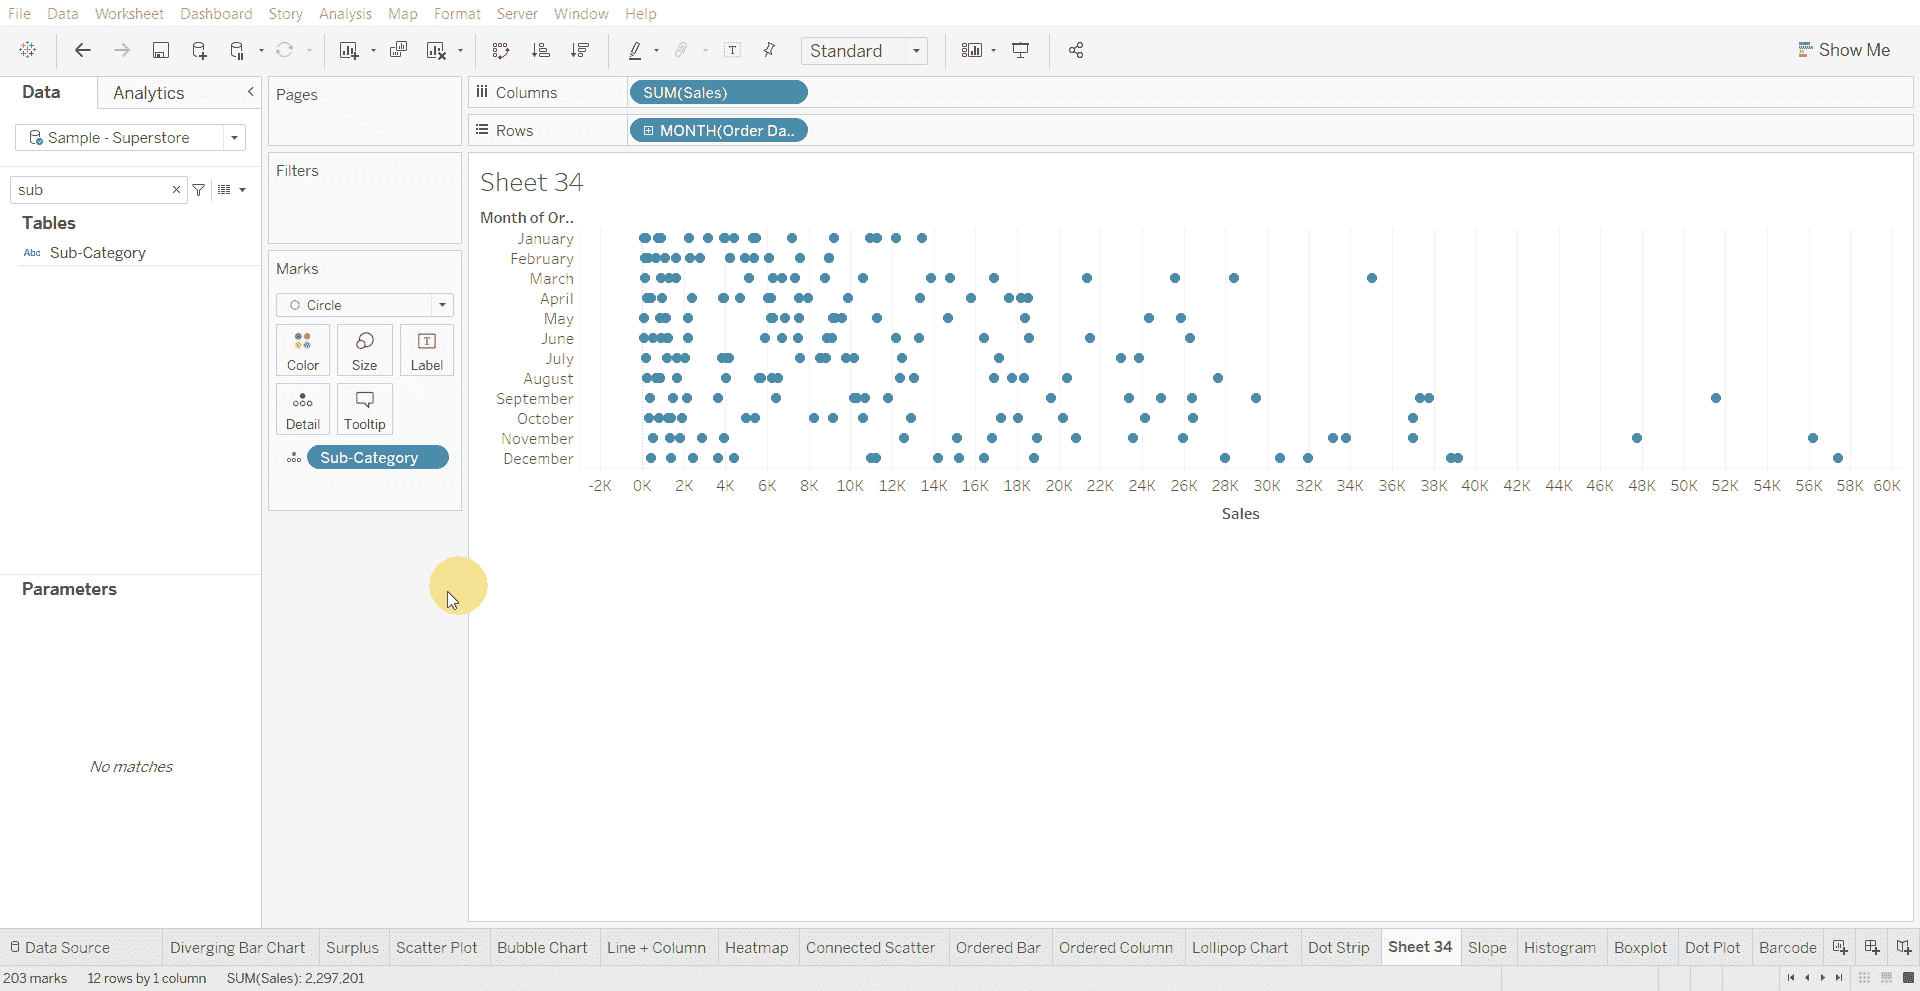 File Data Worksheet Dashboard Story Analysis Map Format Server Window Help
Standard
Show Me
Data Analytics
Sample - Superstore
sub
Tables
Abc Sub-Category
Parameters
No matches
Pages
Filters
Marks
Circle
Color Size Label
Detail Tooltip
Sub-Category
Columns SUM(Sales)
Rows MONTH(Order Da..
Sheet 34
Month of Or..
January
February
March
April
May
June
July
August
September
October
November
December
-2K 0K 2K 4K 6K 8K 10K 12K 14K 16K 18K 20K 22K 24K 26K 28K 30K 32K 34K 36K 38K 40K 42K 44K 46K 48K 50K 52K 54K 56K 58K 60K
Sales
Data Source Diverging Bar Chart Surplus Scatter Plot Bubble Chart Line + Column Heatmap Connected Scatter Ordered Bar Ordered Column Lollipop Chart Dot Strip Sheet 34 Slope Histogram Boxplot Dot Plot Barcode
203 marks 12 rows by 1 column SUM(Sales): 2,297,201